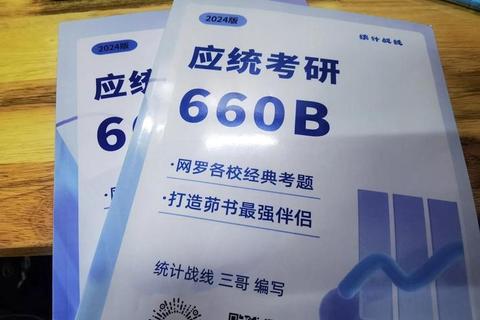 2024版
统计战线
应统考研
660B
·网罗各校经典考题
·打造茆书最强伴侣
统计战线 三哥 编写
2024版
应统
6